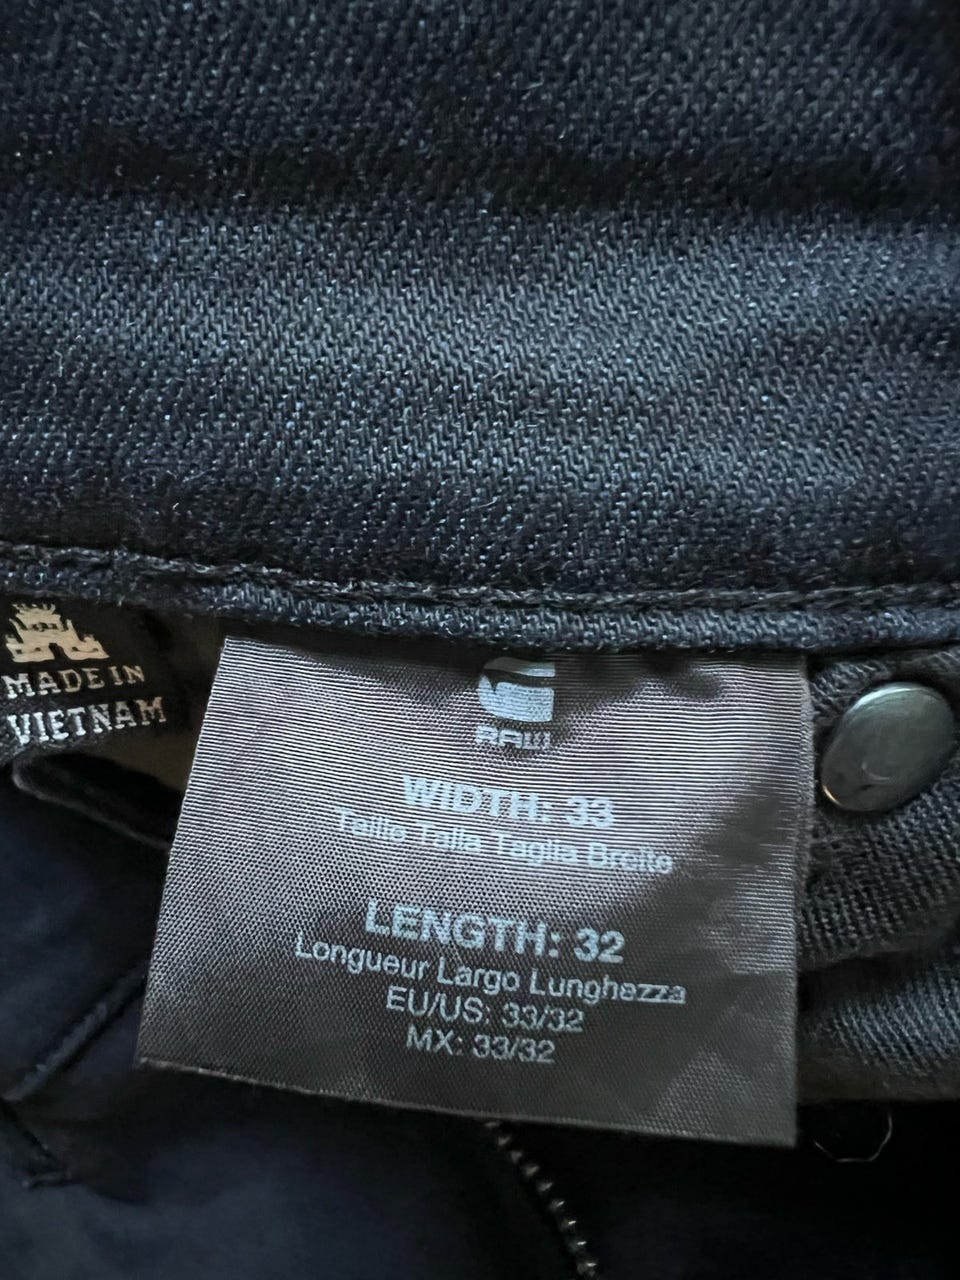 MADE IN
VIETNAM
RAW
WIDTH: 33
Taille Talla Taglia Breite
LENGTH: 32
Longueur Largo Lunghezza
EU/US: 33/32
MX: 33/32